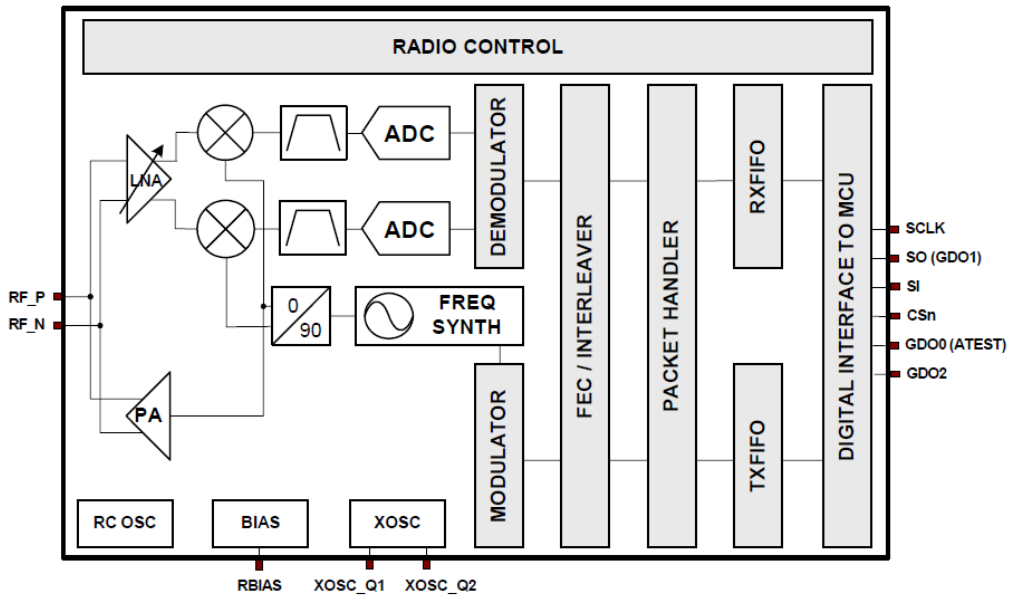 RADIO CONTROL
LNA
ADC
ADC
DEMODULATOR
FEC / INTERLEAVER
PACKET HANDLER
RXFIFO
DIGITAL INTERFACE TO MCU
SCLK
SO (GDO1)
SI
CSn
GDO0 (ATEST)
GDO2
RF_P
RF_N
0
90
FREQ
SYNTH
PA
MODULATOR
TXFIFO
RC OSC
BIAS
XOSC
RBIAS
XOSC_Q1
XOSC_Q2